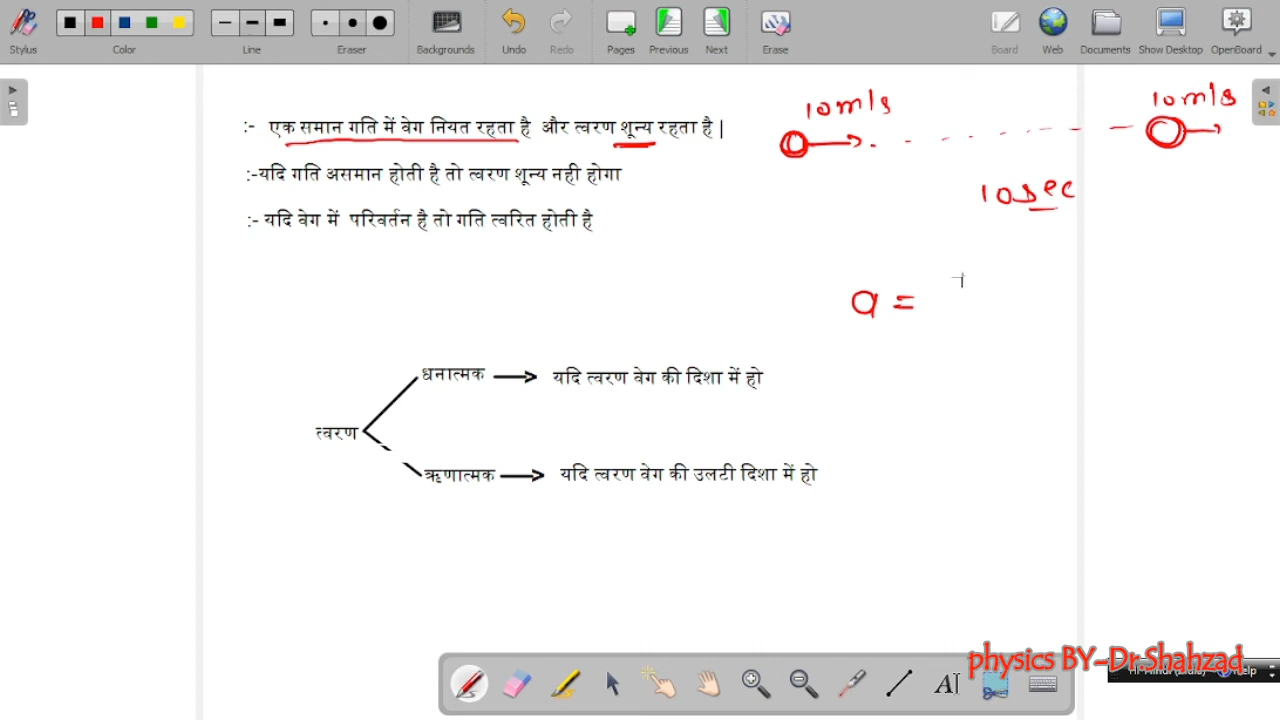 Stylus Color Line Eraser Backgrounds Undo Redo Pages Previous Next Erase Board Web Documents Show Desktop OpenBoard
10m/s 10m/s
:- एक समान गति में वेग नियत रहता है और त्वरण शून्य रहता है |
:-यदि गति असमान होती है तो त्वरण शून्य नही होगा
10sec
:- यदि वेग में परिवर्तन है तो गति त्वरित होती है
a =
धनात्मक यदि त्वरण वेग की दिशा में हो
त्वरण
ऋणात्मक यदि त्वरण वेग की उलटी दिशा में हो
physics BY-Dr.Shahzad
Help